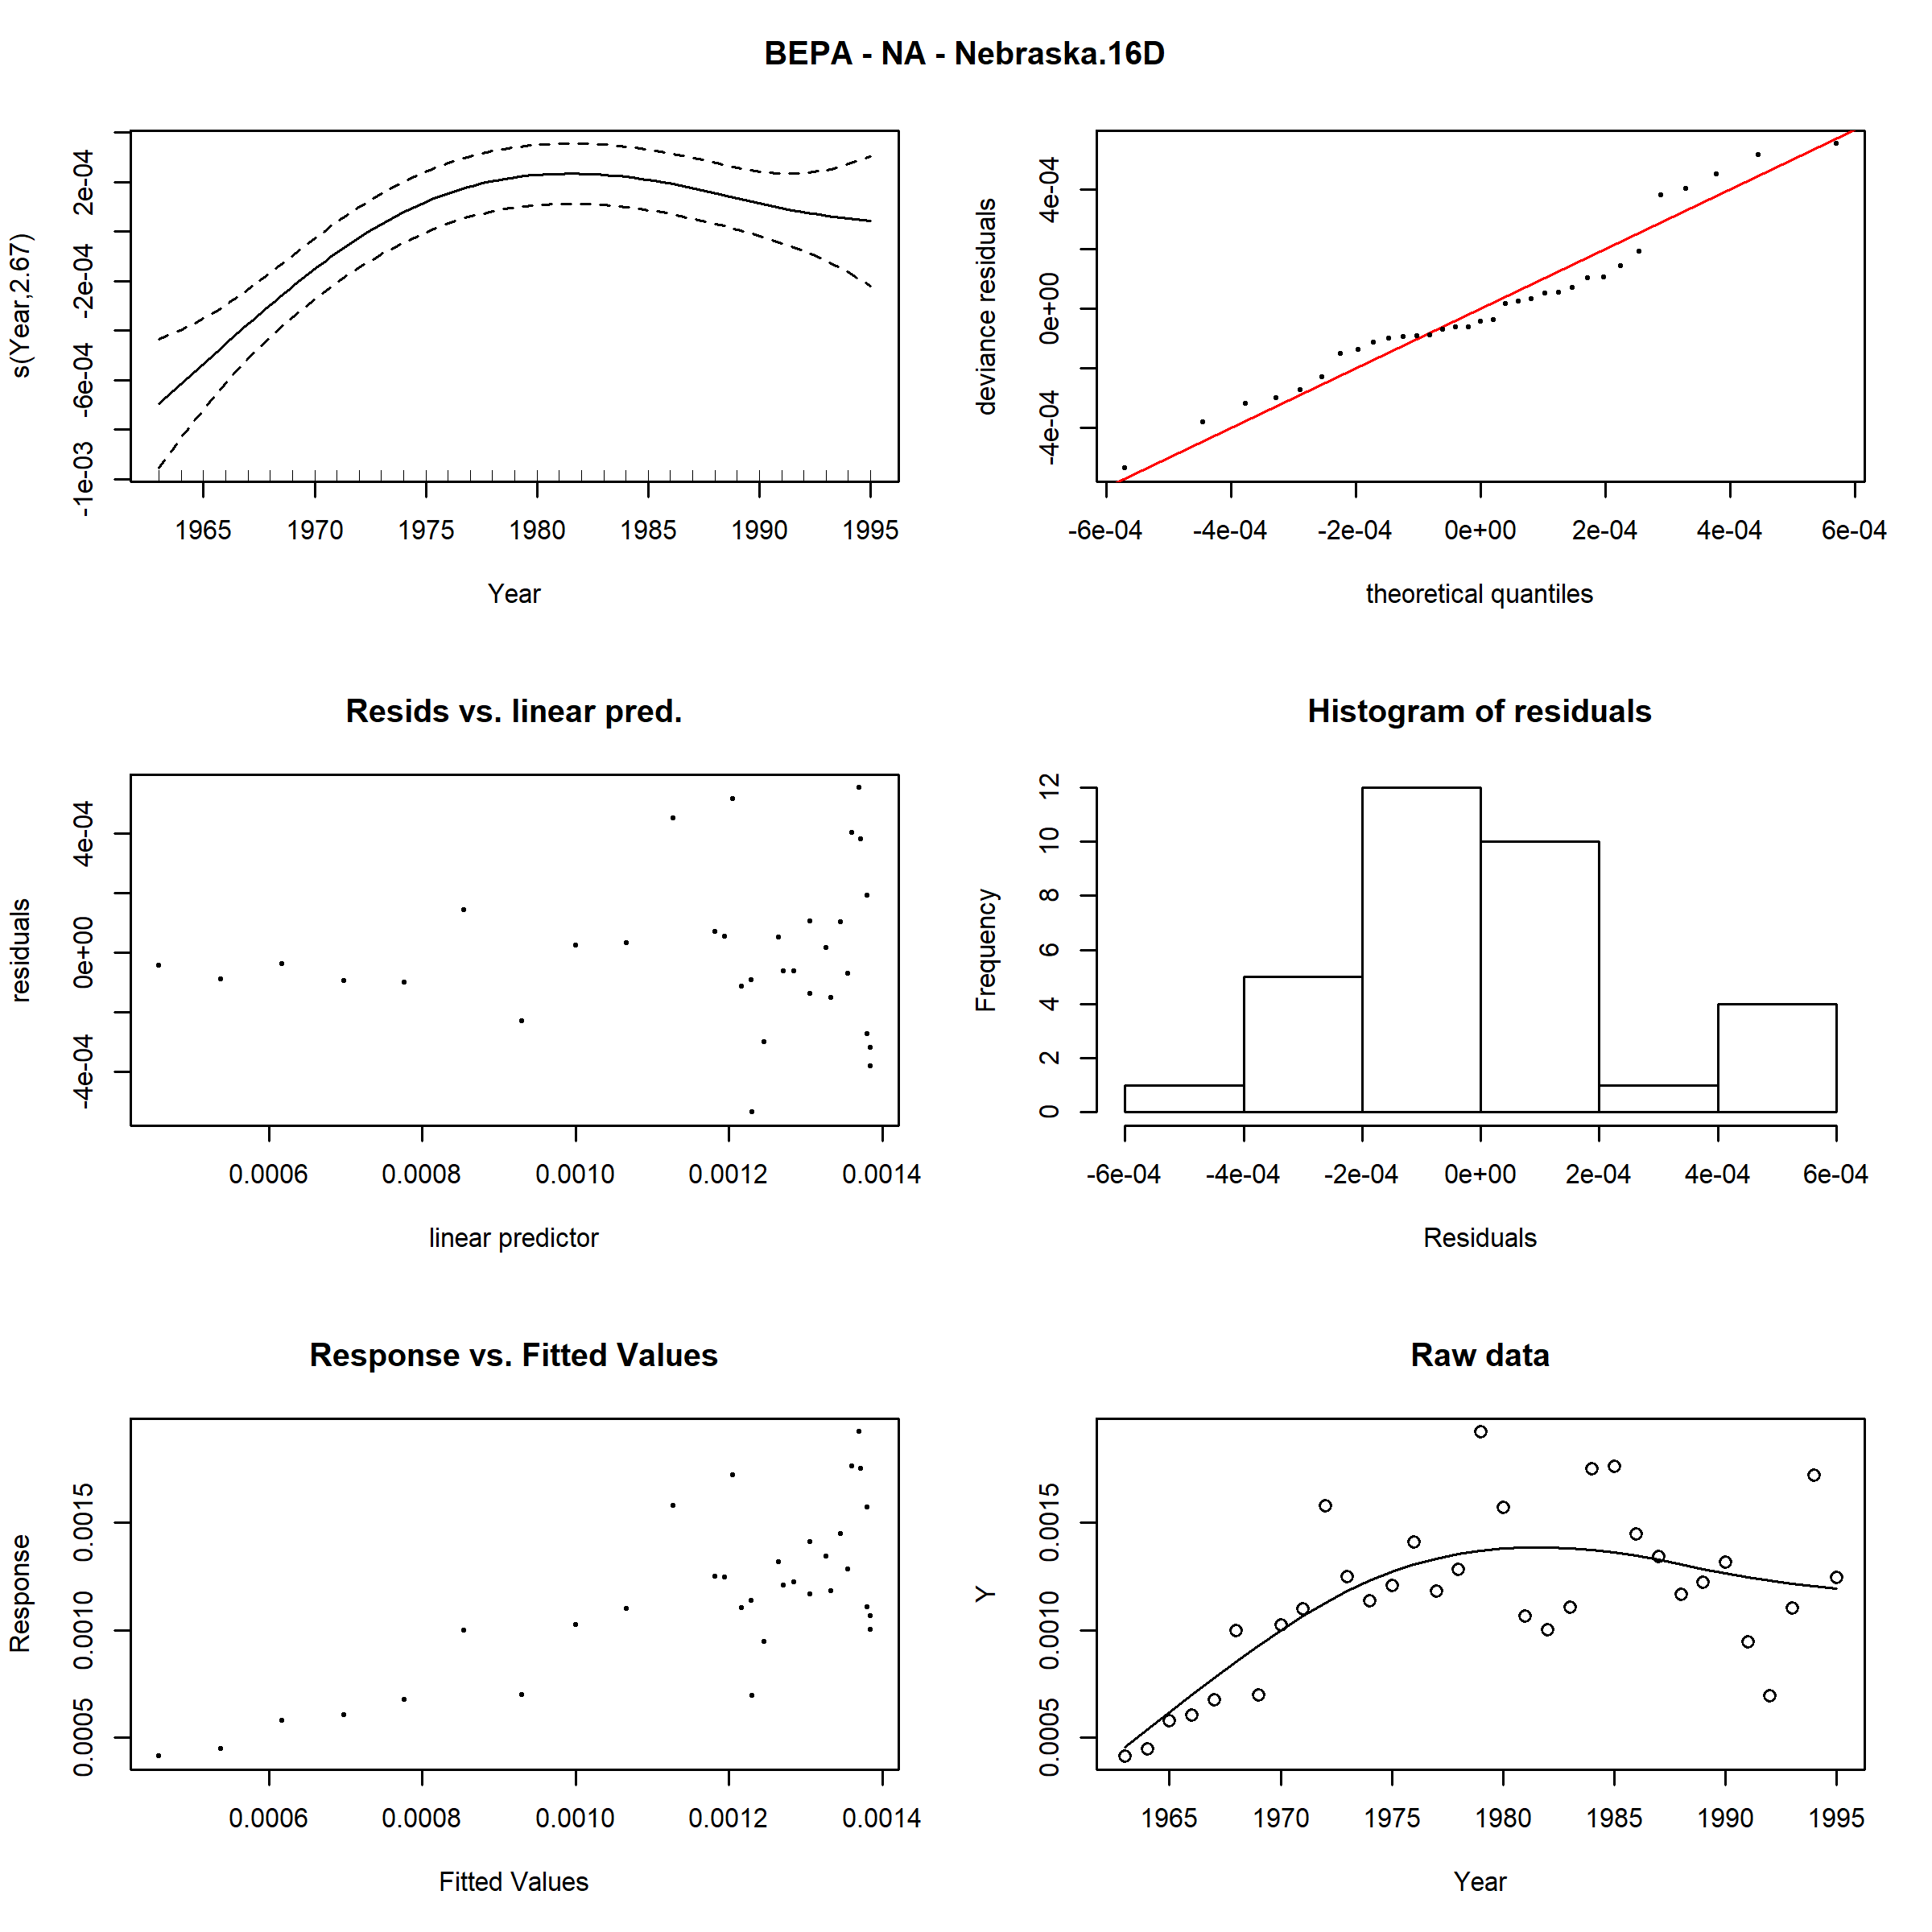 BEPA - NA - Nebraska.16D
s(Year,2.67)
-1e-03 -6e-04 -2e-04 2e-04
1965 1970 1975 1980 1985 1990 1995
Year
deviance residuals
-4e-04 0e+00 4e-04
-6e-04 -4e-04 -2e-04 0e+00 2e-04 4e-04 6e-04
theoretical quantiles
Resids vs. linear pred.
residuals
-4e-04 0e+00 4e-04
0.0006 0.0008 0.0010 0.0012 0.0014
linear predictor
Histogram of residuals
Frequency
0 2 4 6 8 10 12
-6e-04 -4e-04 -2e-04 0e+00 2e-04 4e-04 6e-04
Residuals
Response vs. Fitted Values
Response
0.0005 0.0010 0.0015
0.0006 0.0008 0.0010 0.0012 0.0014
Fitted Values
Raw data
Y
0.0005 0.0010 0.0015
1965 1970 1975 1980 1985 1990 1995
Year